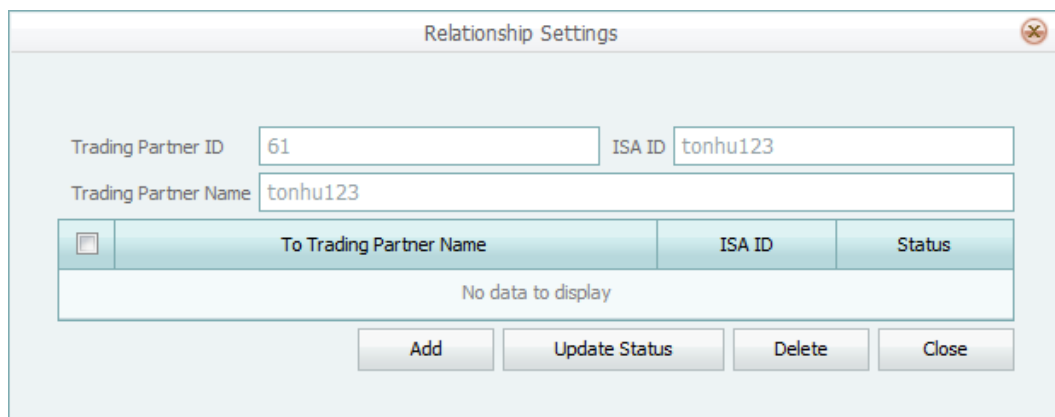 Relationship Settings
Trading Partner ID 61 ISA ID tonhu123
Trading Partner Name tonhu123
To Trading Partner Name ISA ID Status
No data to display
Add Update Status Delete Close